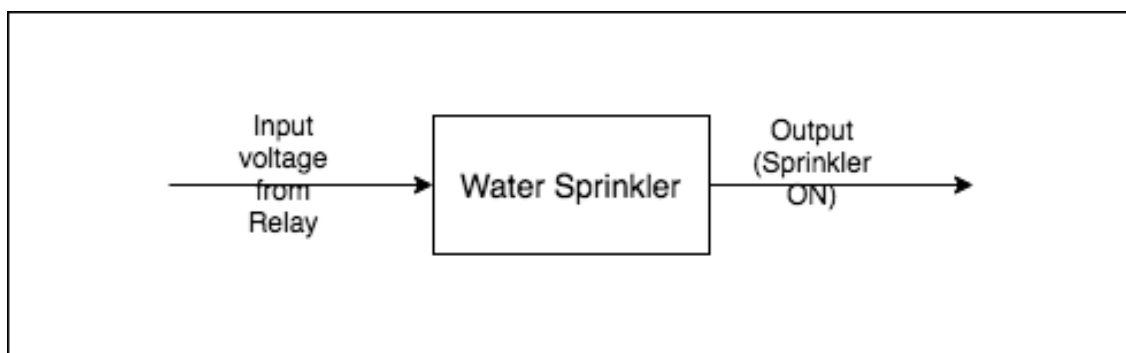 Input
voltage
from
Relay
Water Sprinkler
Output
(Sprinkler
ON)